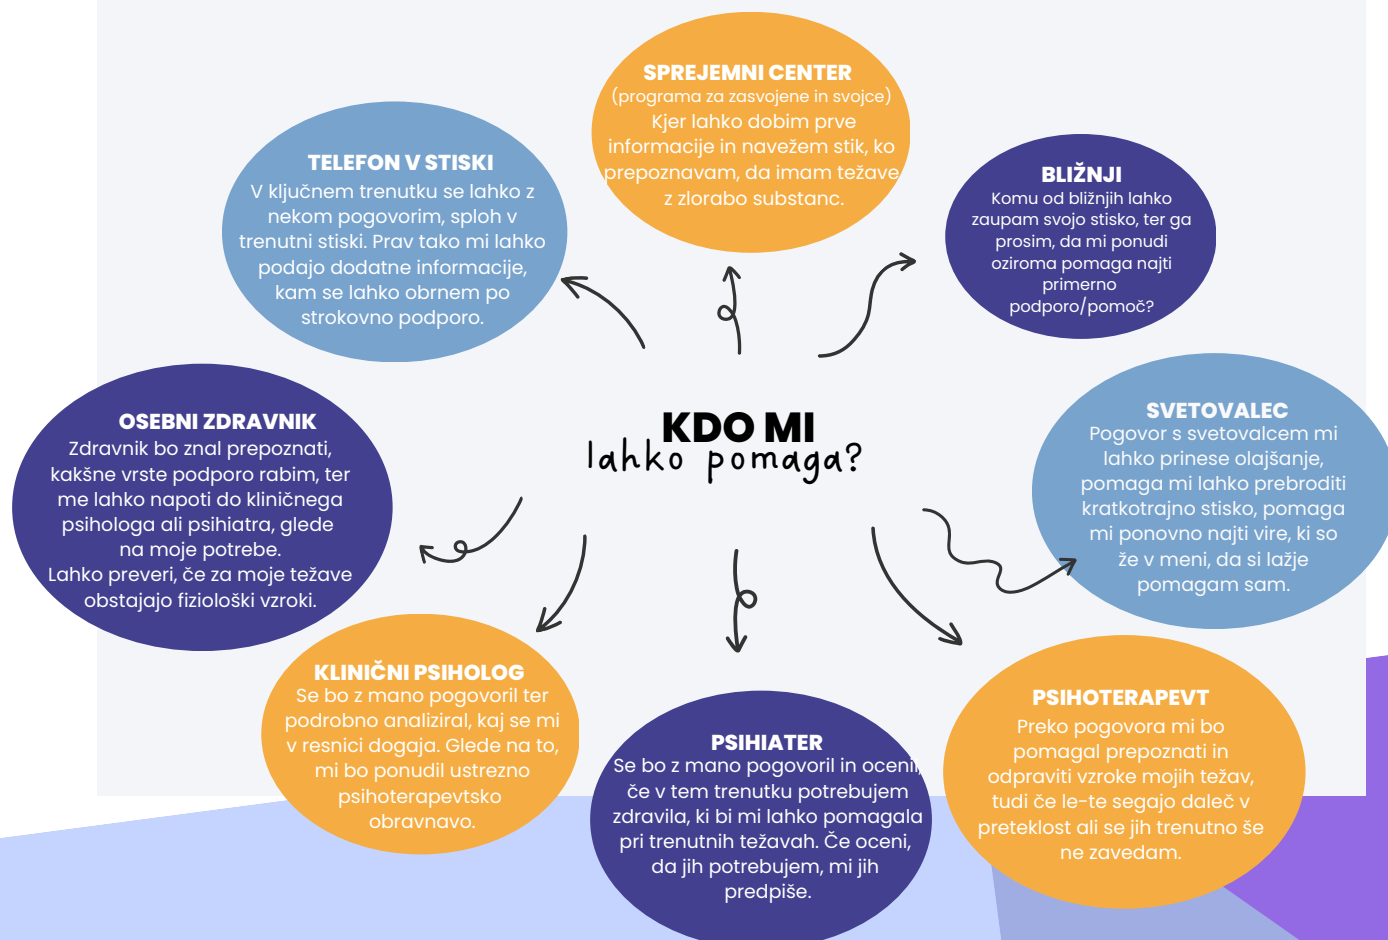 SPREJEMNI CENTER
(programa za zasvojene in svojce)
Kjer lahko dobim prve
informacije in navežem stik, ko
prepoznavam, da imam težave
z zlorabo substanc.
TELEFON V STISKI
V ključnem trenutku se lahko z
nekom pogovorim, sploh v
trenutni stiski. Prav tako mi lahko
podajo dodatne informacije,
kam se lahko obrnem po
strokovno podporo.
BLIŽNJI
Komu od bližnjih lahko
zaupam svojo stisko, ter ga
prosim, da mi ponudi
oziroma pomaga najti
primerno
podporo/pomoč?
KDO MI
lahko pomaga?
OSEBNI ZDRAVNIK
Zdravnik bo znal prepoznati,
kakšne vrste podporo rabim, ter
me lahko napoti do kliničnega
psihologa ali psihiatra, glede
na moje potrebe.
Lahko preveri, če za moje težave
obstajajo fiziološki vzroki.
SVETOVALEC
Pogovor s svetovalcem mi
lahko prinese olajšanje,
pomaga mi lahko prebroditi
kratkotrajno stisko, pomaga
mi ponovno najti vire, ki so
že v meni, da si lažje
pomagam sam.
KLINIČNI PSIHOLOG
Se bo z mano pogovoril ter
podrobno analiziral, kaj se mi
v resnici dogaja. Glede na to,
mi bo ponudil ustrezno
psihoterapevtsko
obravnavo.
PSIHIATER
Se bo z mano pogovoril in oceni,
če v tem trenutku potrebujem
zdravila, ki bi mi lahko pomagala
pri trenutnih težavah. Če oceni,
da jih potrebujem, mi jih
predpiše.
PSIHOTERAPEVT
Preko pogovora mi bo
pomagal prepoznati in
odpraviti vzroke mojih težav,
tudi če le-te segajo daleč v
preteklost ali se jih trenutno še
ne zavedam.